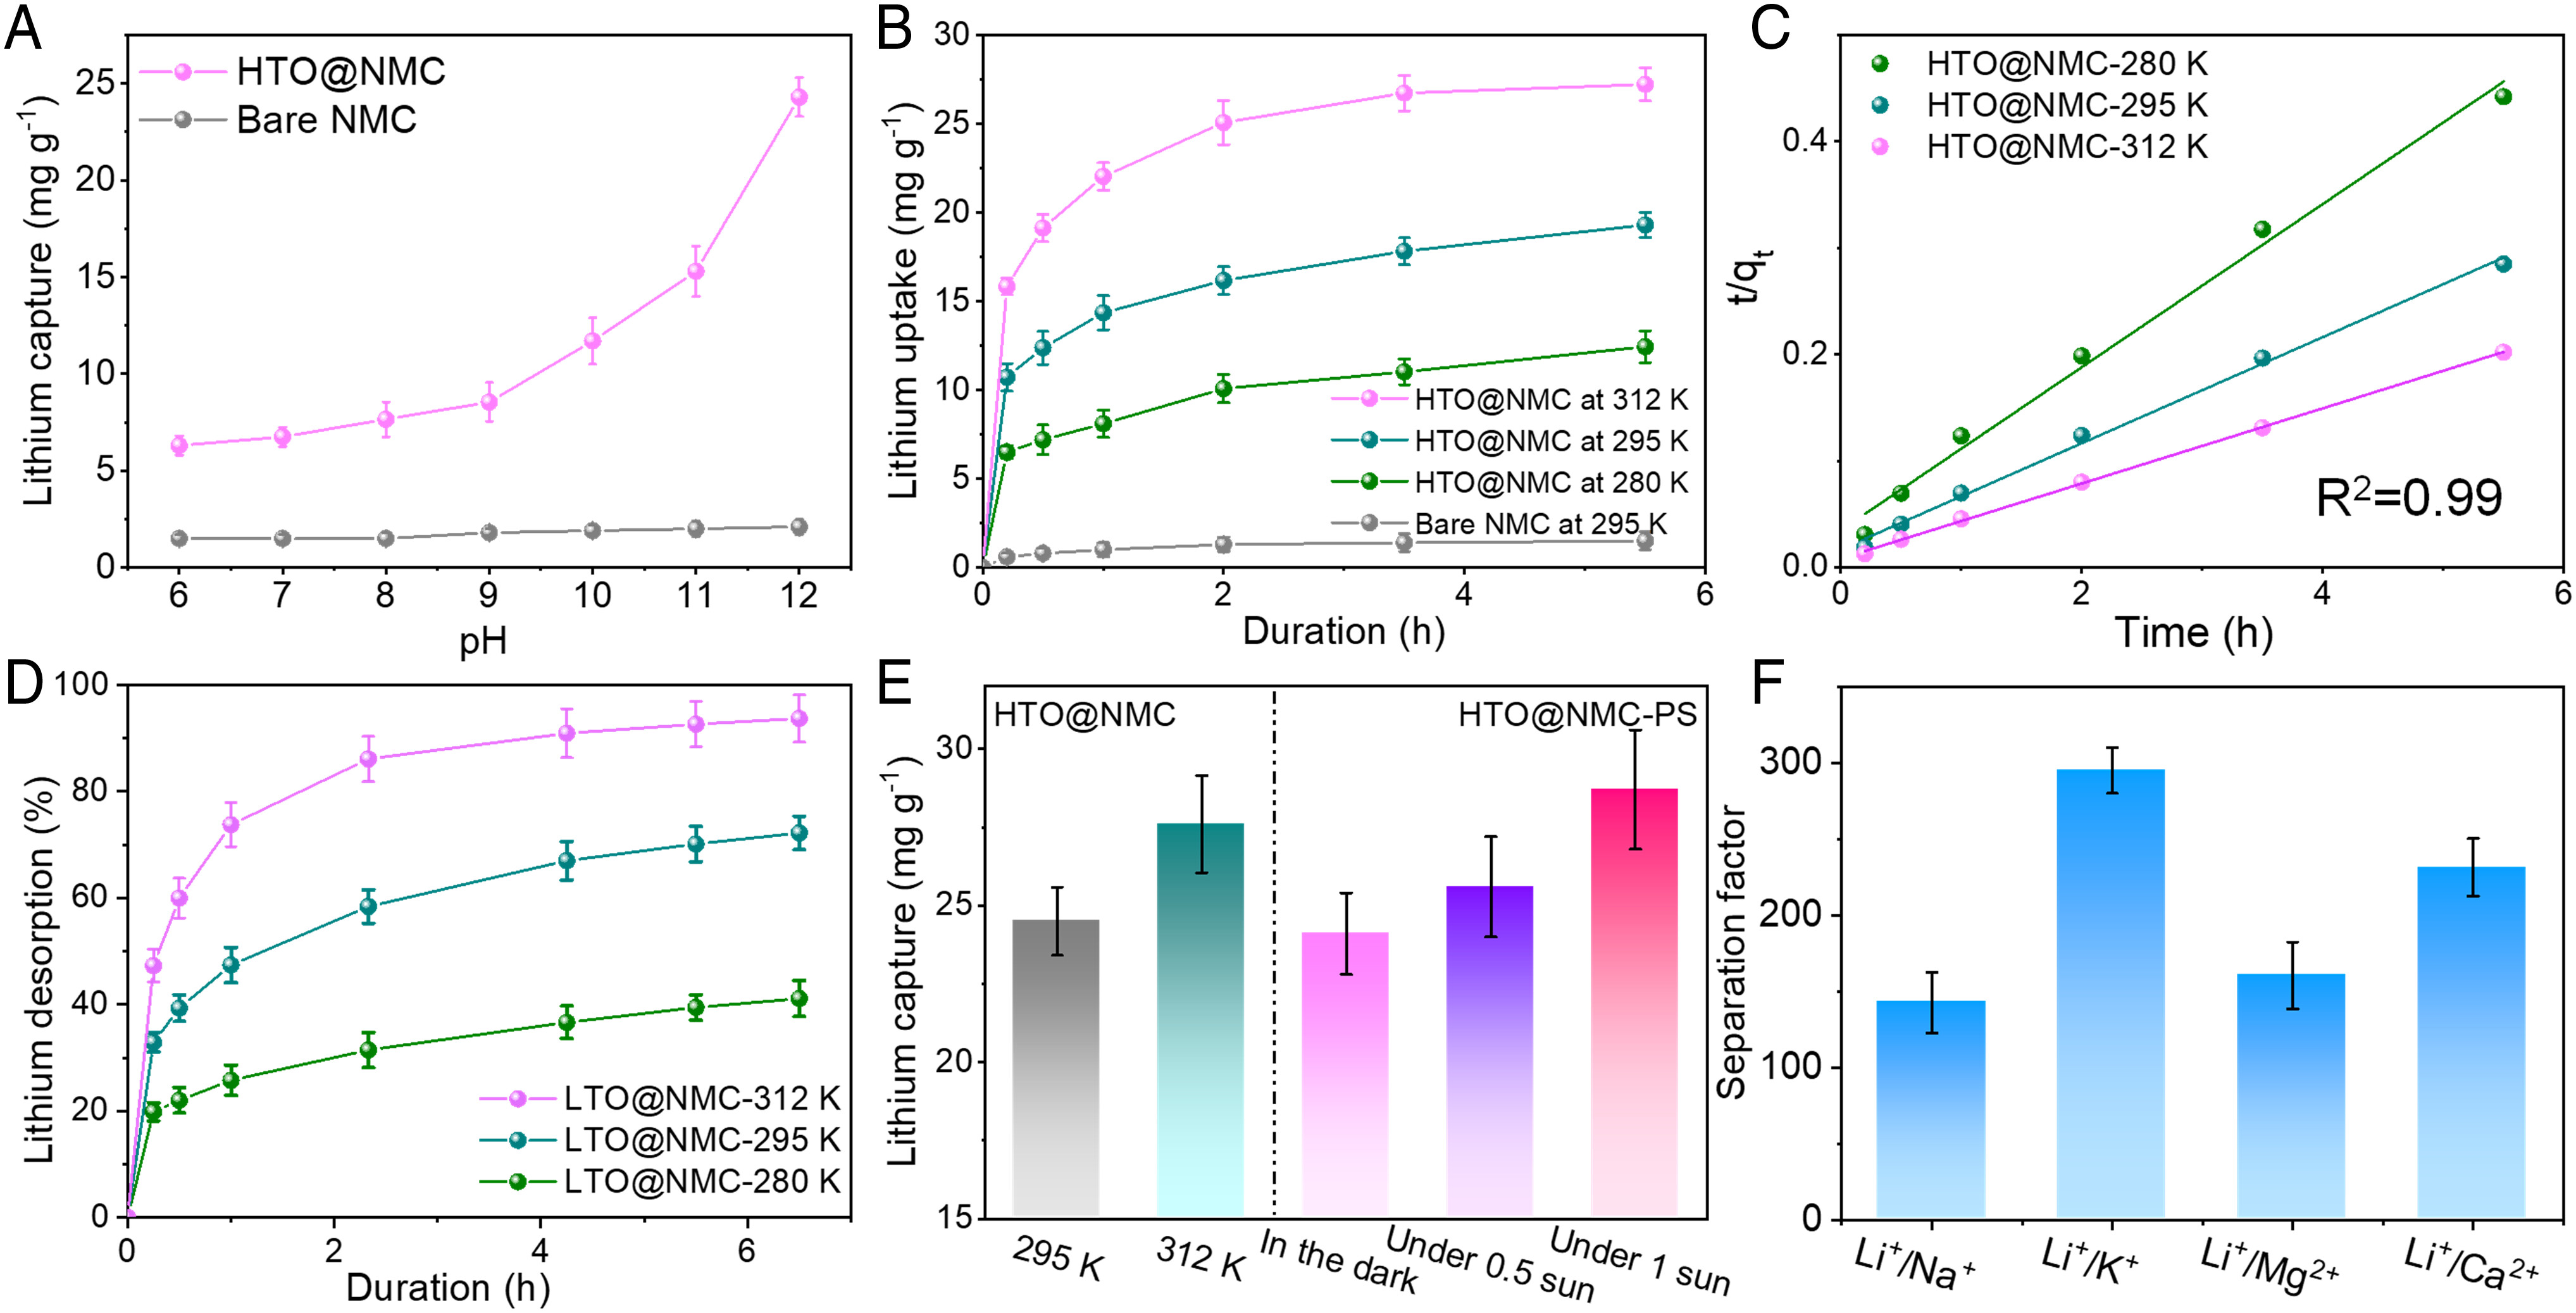 A
HTO@NMC
Bare NMC
Lithium capture (mg g⁻¹)
25
20
15
10
5
0
6 7 8 9 10 11 12
pH
B
Lithium uptake (mg g⁻¹)
30
25
20
15
10
5
0
HTO@NMC at 312 K
HTO@NMC at 295 K
HTO@NMC at 280 K
Bare NMC at 295 K
0 2 4 6
Duration (h)
C
HTO@NMC-280 K
HTO@NMC-295 K
HTO@NMC-312 K
t/qₜ
0.4
0.2
0.0
R²=0.99
0 2 4 6
Time (h)
D
Lithium desorption (%)
100
80
60
40
20
0
LTO@NMC-312 K
LTO@NMC-295 K
LTO@NMC-280 K
0 2 4 6
Duration (h)
E
HTO@NMC
HTO@NMC-PS
Lithium capture (mg g⁻¹)
30
25
20
15
295 K
312 K
In the dark
Under 0.5 sun
Under 1 sun
F
Separation factor
300
200
100
0
Li⁺/Na⁺
Li⁺/K⁺
Li⁺/Mg²⁺
Li⁺/Ca²⁺